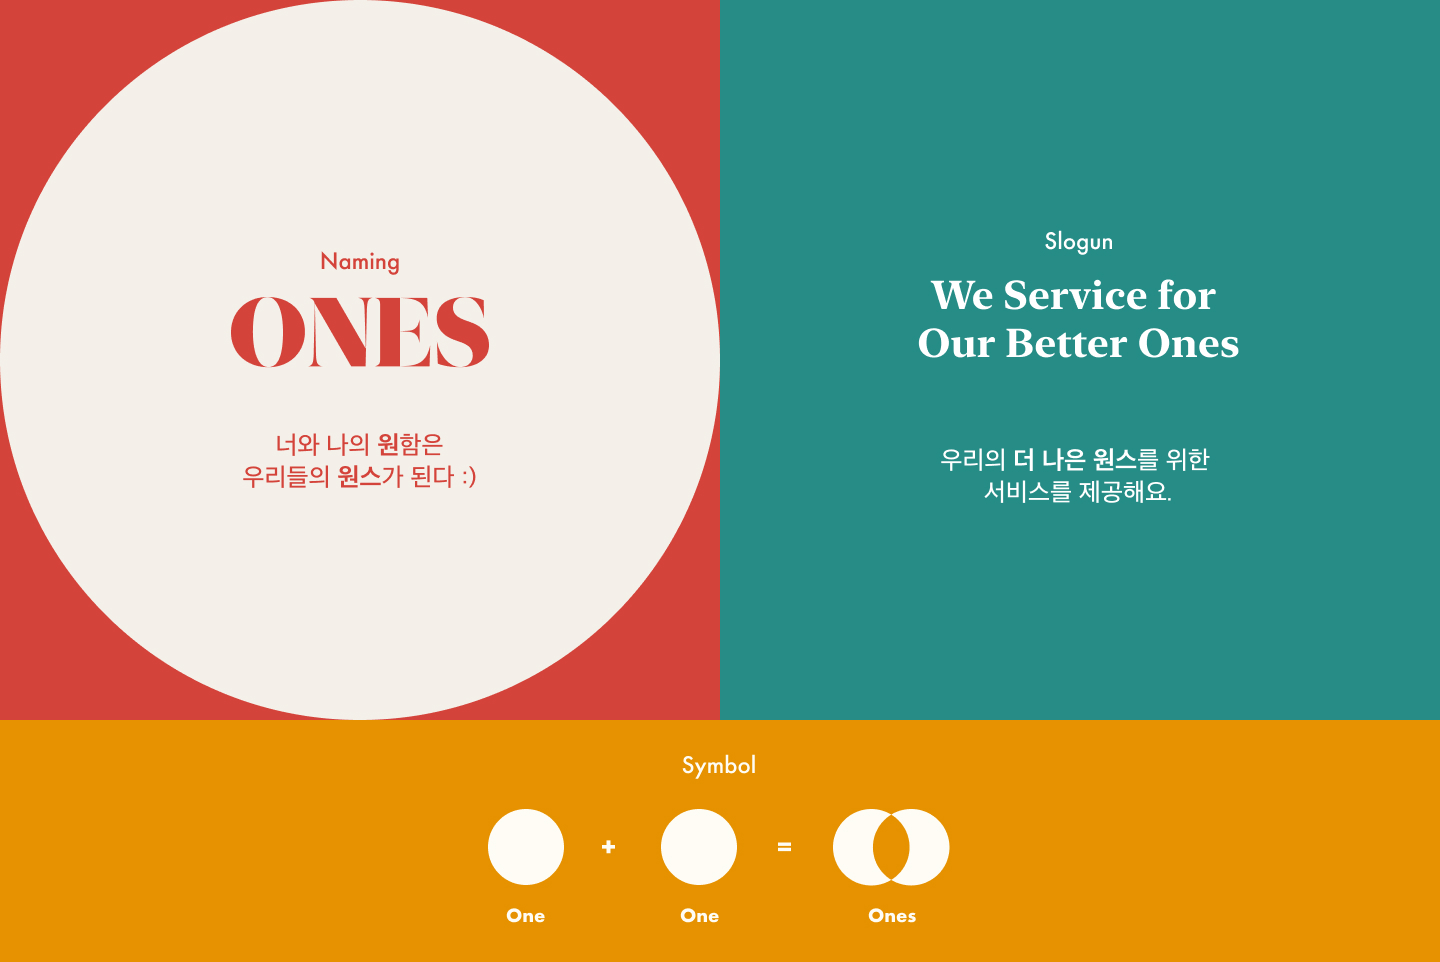 Naming
ONES
너와 나의 원함은
우리들의 원스가 된다 :)
Slogun
We Service for
Our Better Ones
우리의 더 나은 원스를 위한
서비스를 제공해요.
Symbol
+ =
One One Ones